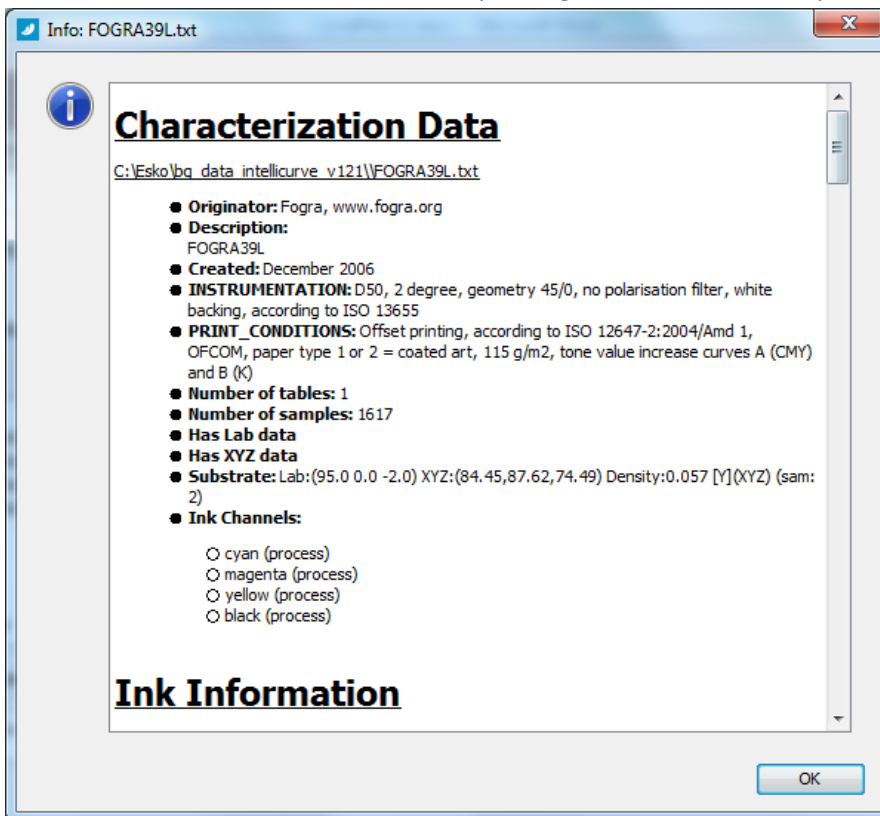 Info: FOGRA39L.txt
Characterization Data
C:\Esko\bg_data_intellicurve_v121\\FOGRA39L.txt
Originator: Fogra, www.fogra.org
Description:
FOGRA39L
Created: December 2006
INSTRUMENTATION: D50, 2 degree, geometry 45/0, no polarisation filter, white
backing, according to ISO 13655
PRINT_CONDITIONS: Offset printing, according to ISO 12647-2:2004/Amd 1,
OFCOM, paper type 1 or 2 = coated art, 115 g/m2, tone value increase curves A (CMY)
and B (K)
Number of tables: 1
Number of samples: 1617
Has Lab data
Has XYZ data
Substrate: Lab:(95.0 0.0 -2.0) XYZ:(84.45,87.62,74.49) Density:0.057 [Y](XYZ) (sam:
2)
Ink Channels:
cyan (process)
magenta (process)
yellow (process)
black (process)
Ink Information
OK